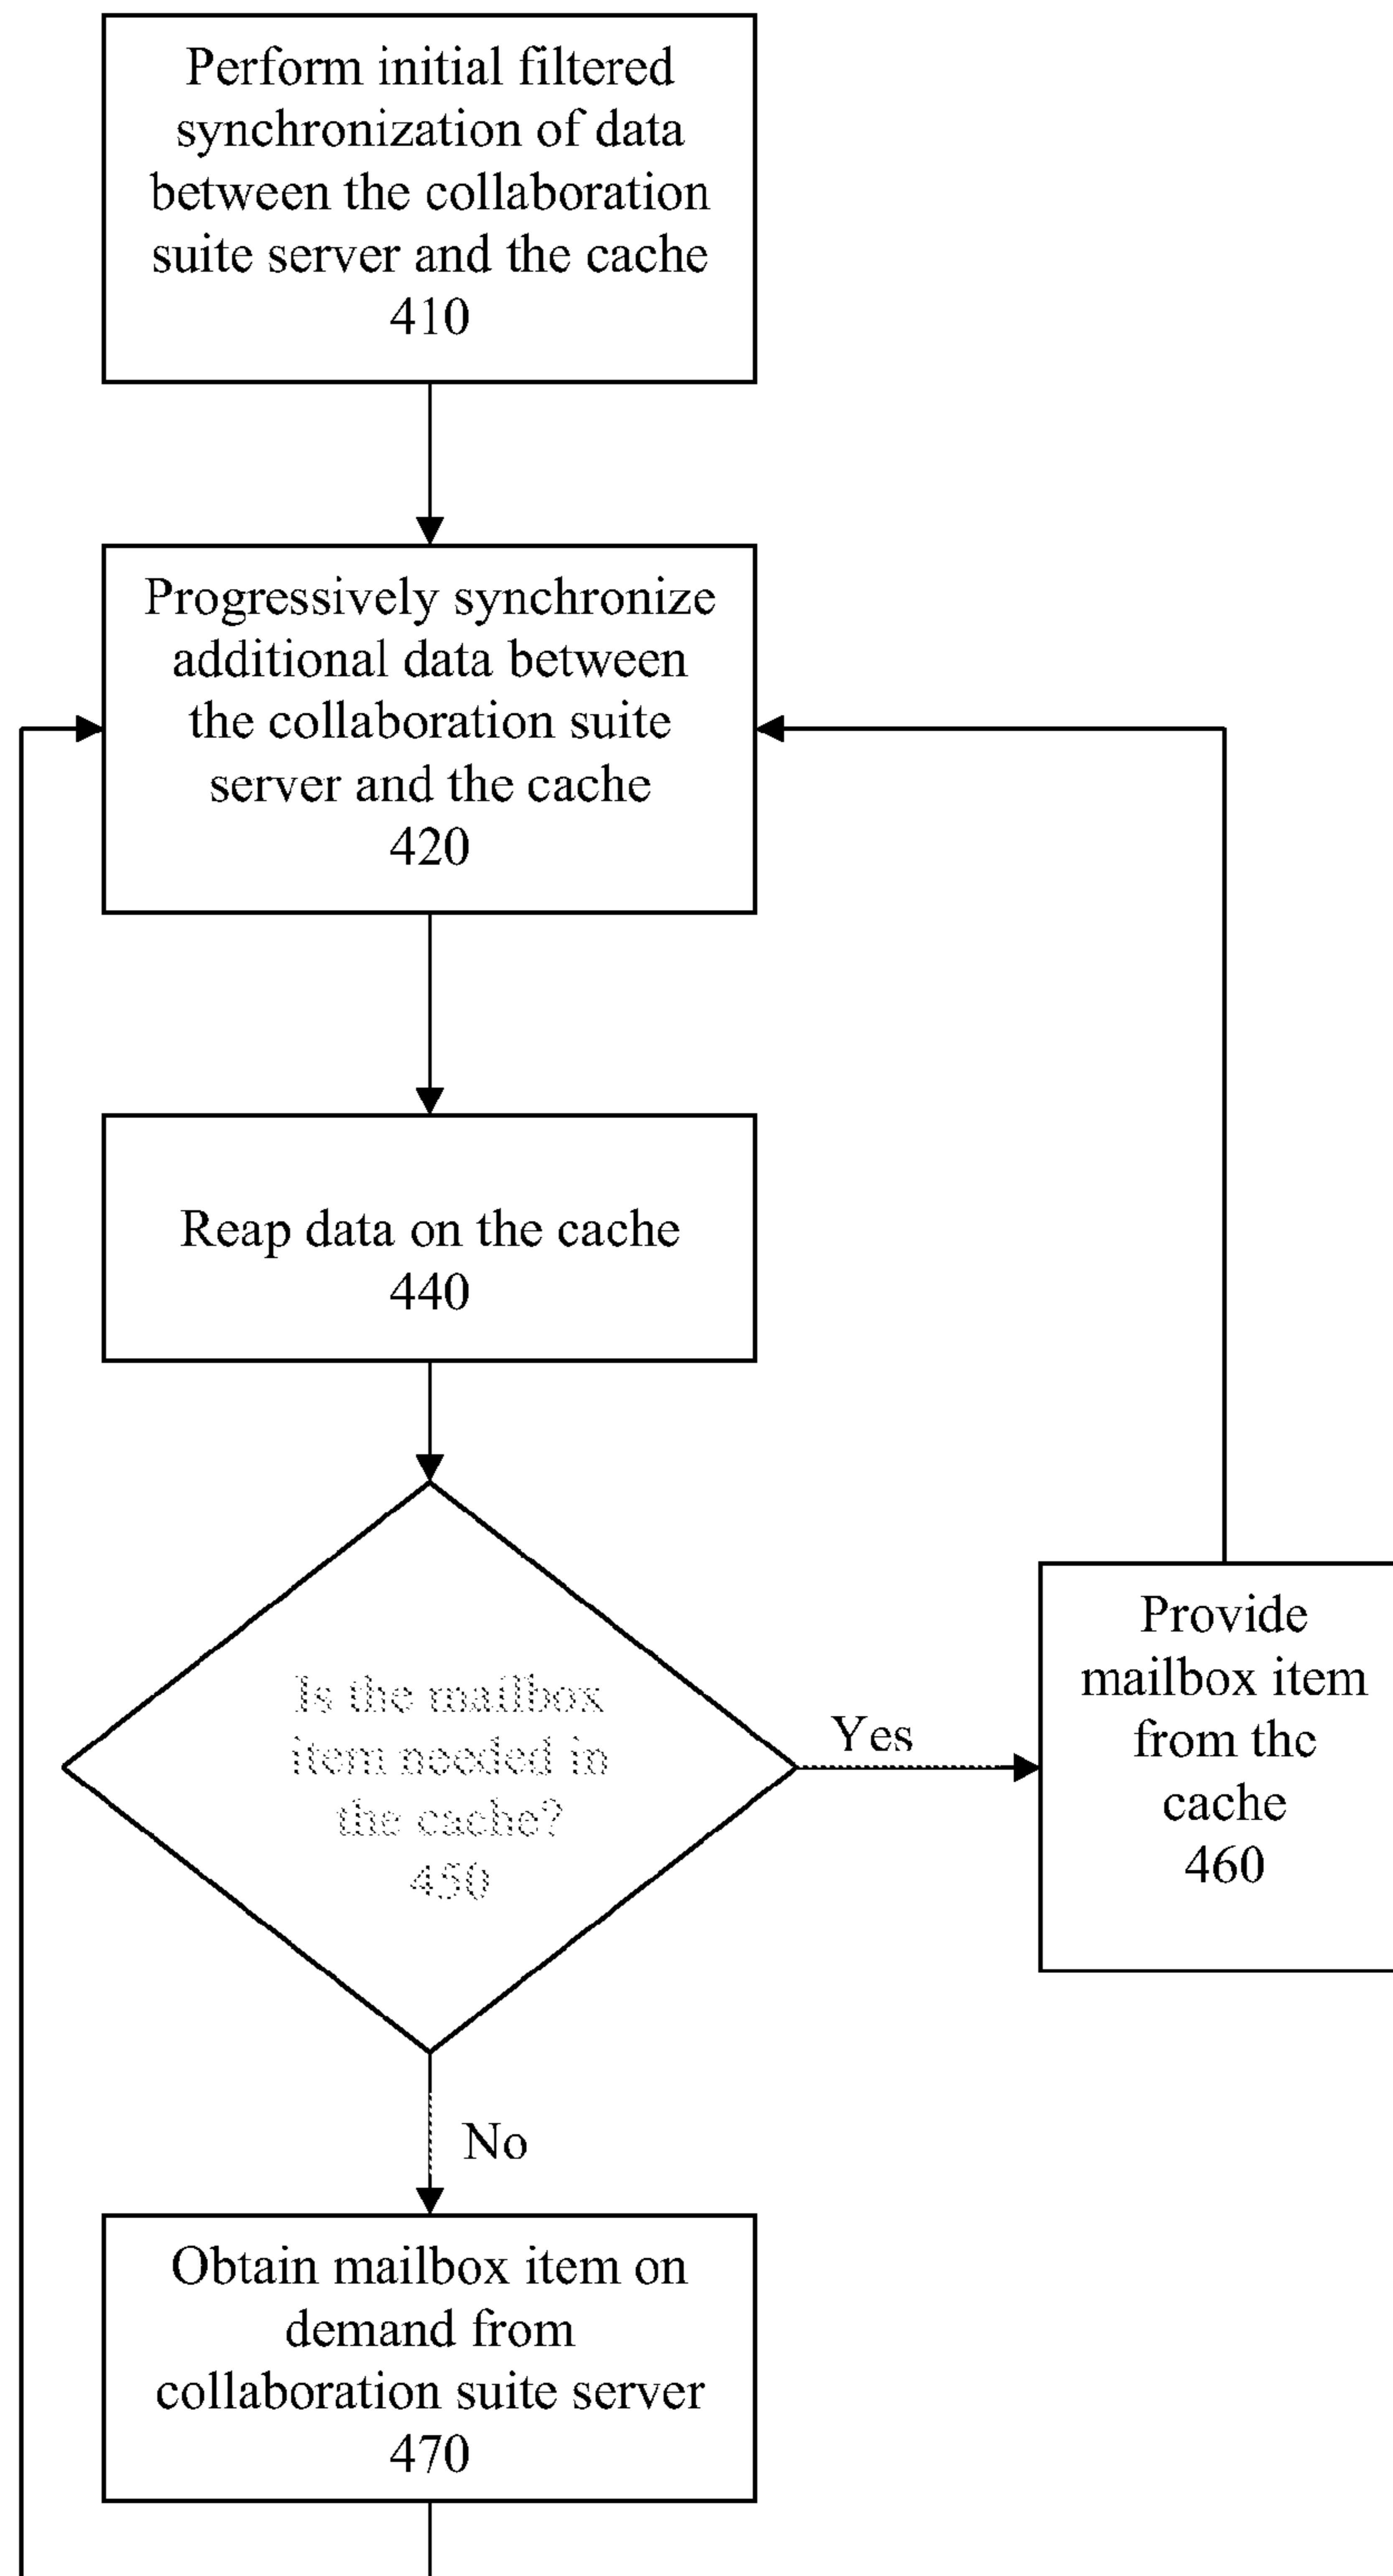 Perform initial filtered
synchronization of data
between the collaboration
suite server and the cache
410
Progressively synchronize
additional data between
the collaboration suite
server and the cache
420
Reap data on the cache
440
Is the mailbox
item needed in
the cache?
450
Yes
Provide
mailbox item
from the
cache
460
No
Obtain mailbox item on
demand from
collaboration suite server
470